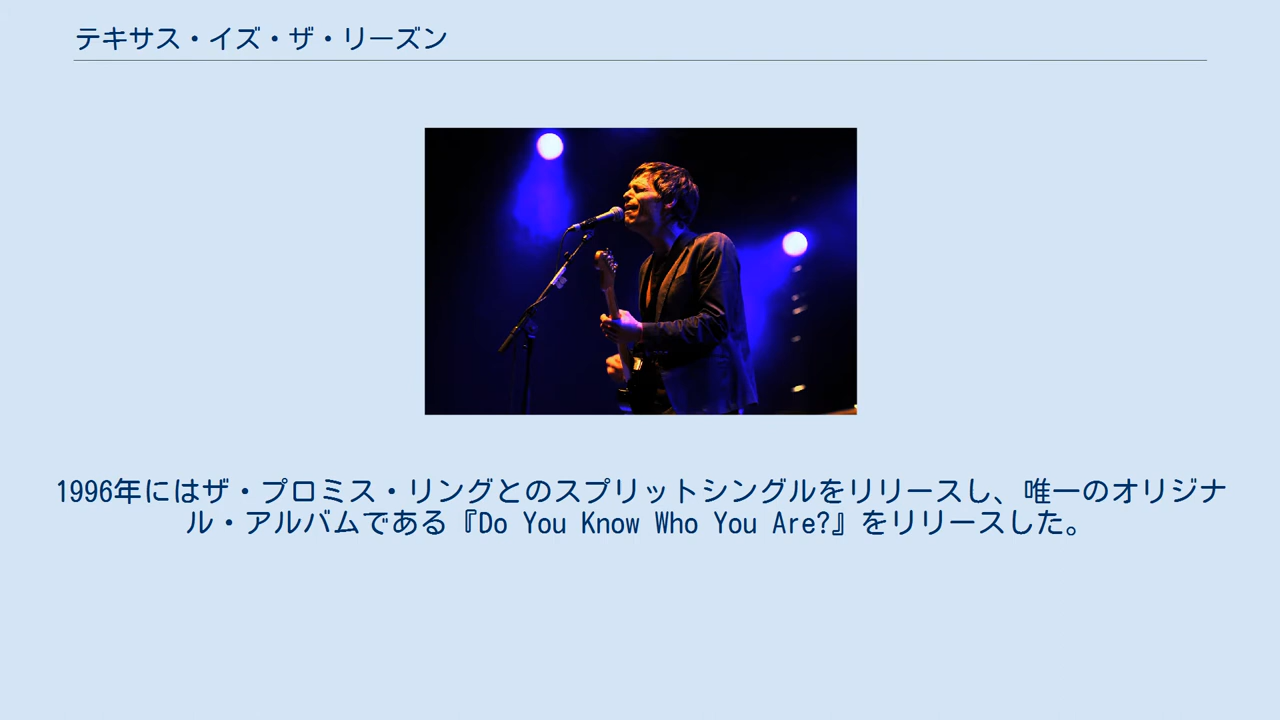 テキサス・イズ・ザ・リーズン
1996年にはザ・プロミス・リングとのスプリットシングルをリリースし、唯一のオリジナ
ル・アルバムである『Do You Know Who You Are?』をリリースした。